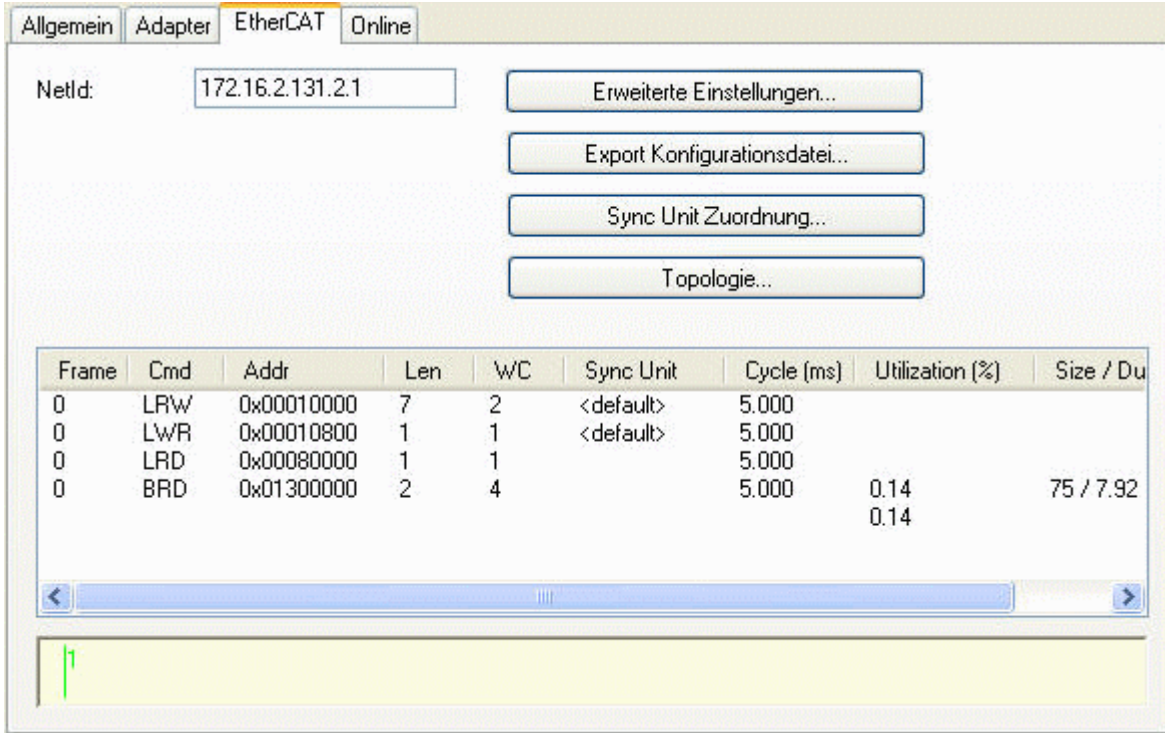 Allgemein Adapter EtherCAT Online
NetId: 172.16.2.131.2.1
Erweiterte Einstellungen...
Export Konfigurationsdatei...
Sync Unit Zuordnung...
Topologie...
Frame Cmd Addr Len WC Sync Unit Cycle (ms) Utilization (%) Size / Du
0 LRW 0x00010000 7 2 <default> 5.000
0 LWR 0x00010800 1 1 <default> 5.000
0 LRD 0x00080000 1 1 5.000
0 BRD 0x01300000 2 4 5.000 0.14 75 / 7.92
0.14
1